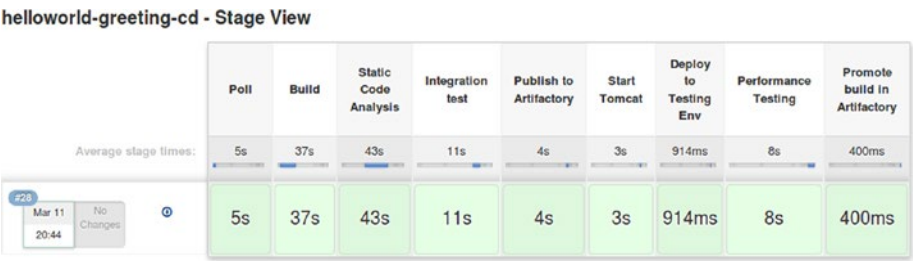 helloworld-greeting-cd - Stage View
Poll Build Static Code Analysis Integration test Publish to Artifactory Start Tomcat Deploy to Testing Env Performance Testing Promote build in Artifactory
Average stage times: 5s 37s 43s 11s 4s 3s 914ms 8s 400ms
#28
Mar 11 No Changes
20:44
5s 37s 43s 11s 4s 3s 914ms 8s 400ms